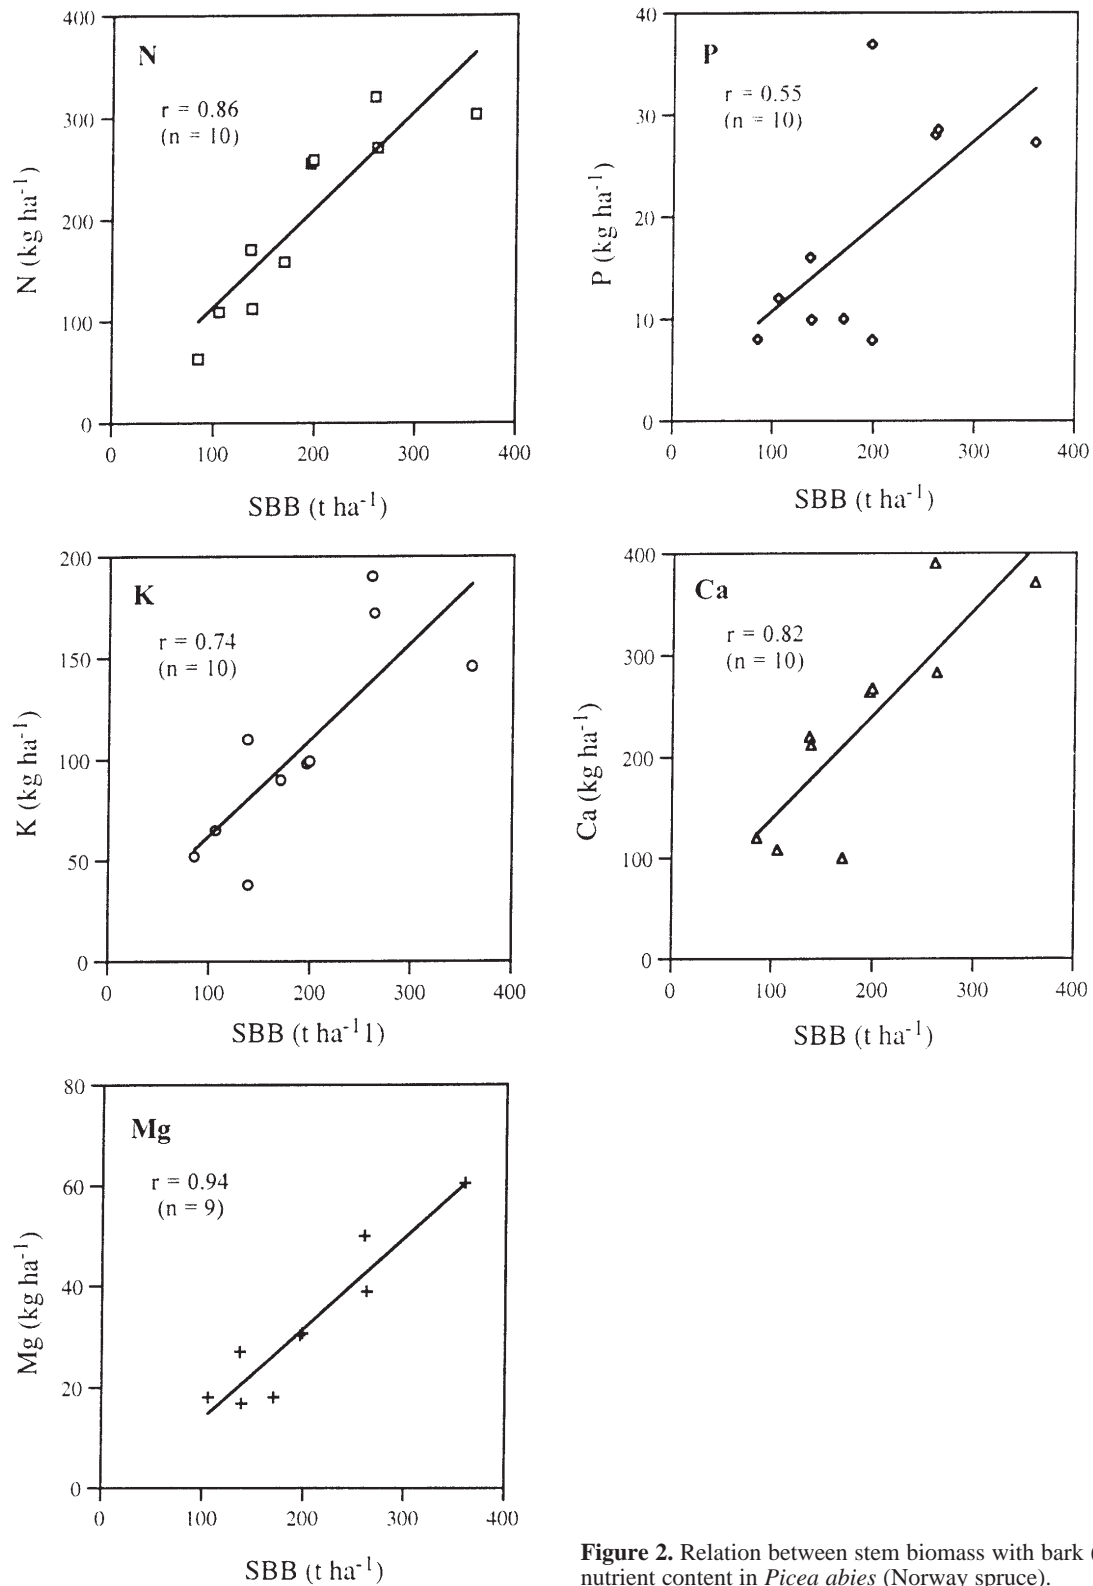 N
r = 0.86
(n = 10)
N (kg ha⁻¹)
400
300
200
100
0
0 100 200 300 400
SBB (t ha⁻¹)
P
r = 0.55
(n = 10)
P (kg ha⁻¹)
40
30
20
10
0
0 100 200 300 400
SBB (t ha⁻¹)
K
r = 0.74
(n = 10)
K (kg ha⁻¹)
200
150
100
50
0
0 100 200 300 400
SBB (t ha⁻¹1)
Ca
r = 0.82
(n = 10)
Ca (kg ha⁻¹)
400
300
200
100
0
0 100 200 300 400
SBB (t ha⁻¹)
Mg
r = 0.94
(n = 9)
Mg (kg ha⁻¹)
80
60
40
20
0
0 100 200 300 400
SBB (t ha⁻¹)
Figure 2. Relation between stem biomass with bark (
nutrient content in Picea abies (Norway spruce).